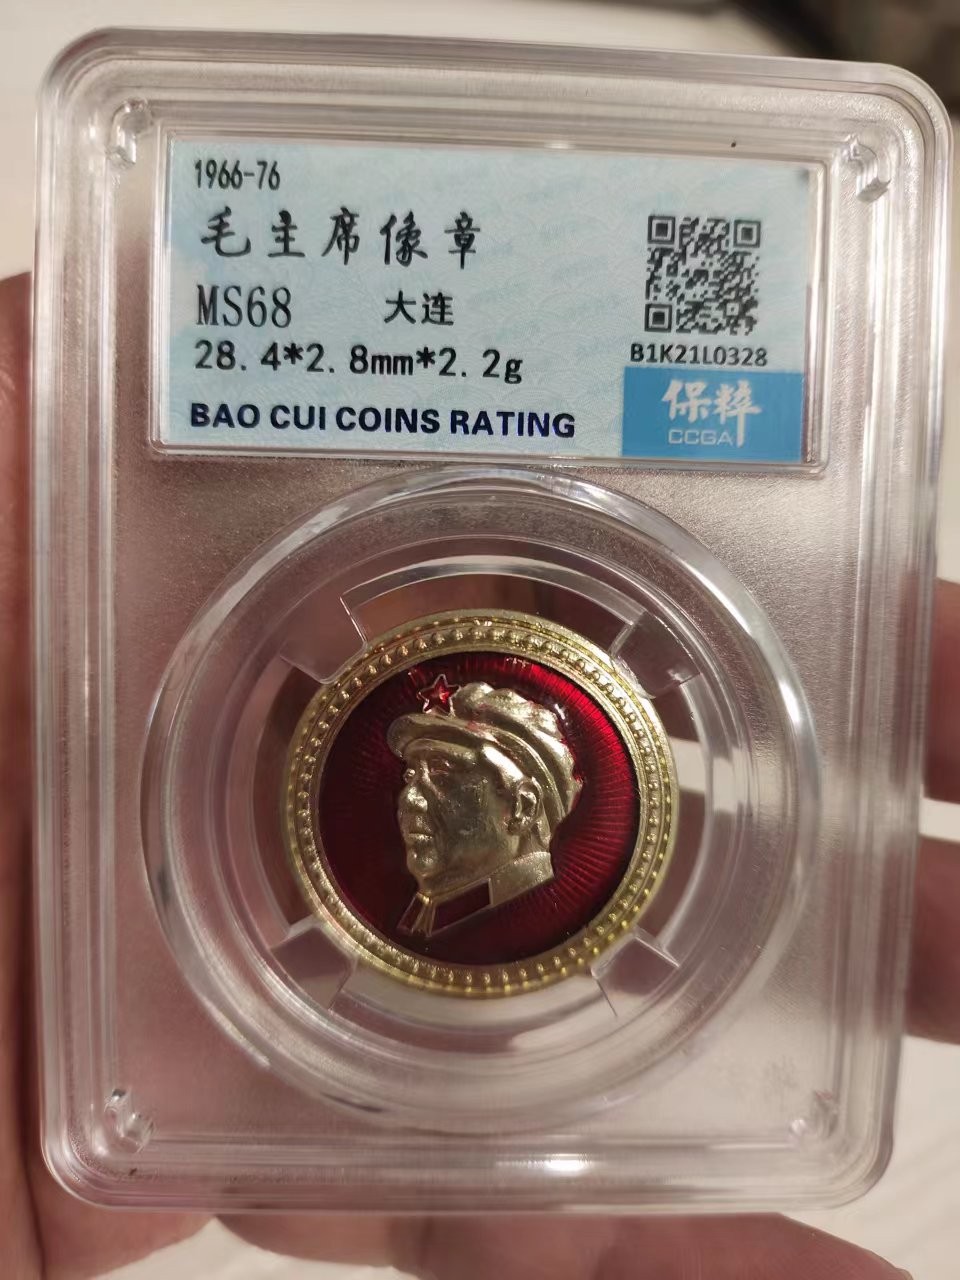 1966-76
毛主席像章
MS68 大连
28.4*2.8mm*2.2g
BAO CUI COINS RATING
B1K21L0328
保粹
CCGA